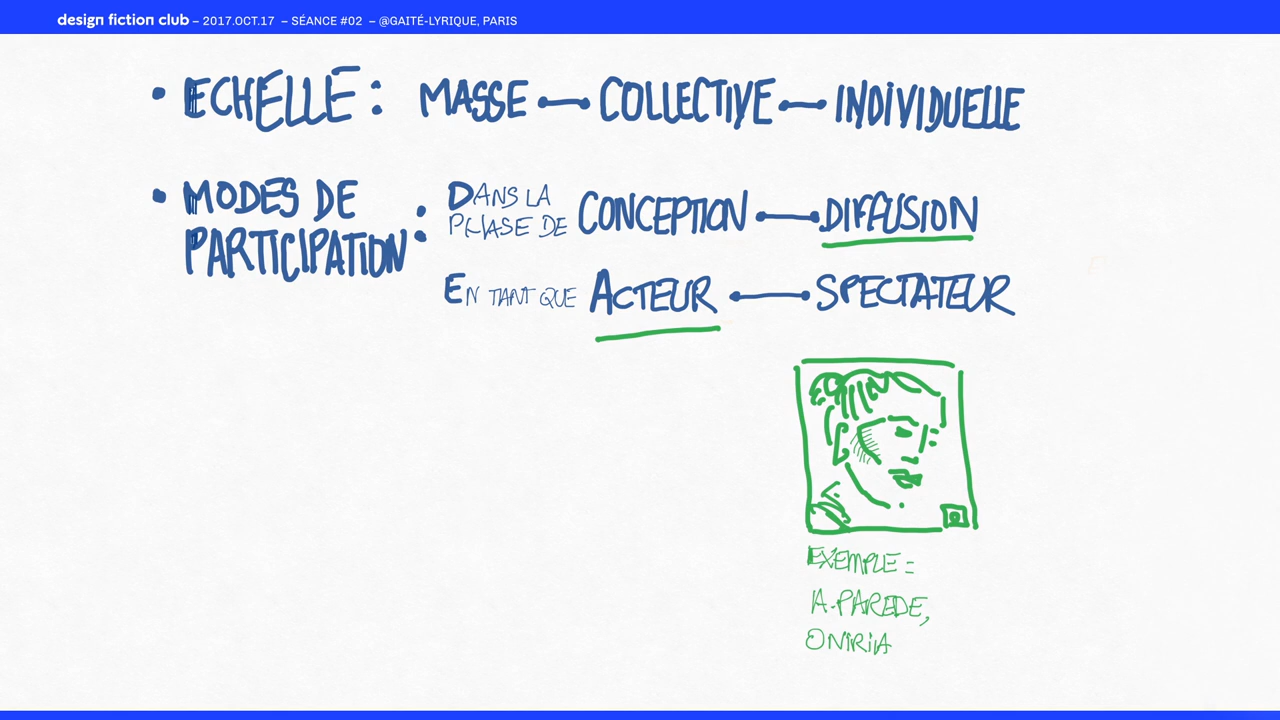 design fiction club – 2017.OCT.17 – SÉANCE #02 – @GAITÉ-LYRIQUE, PARIS
• ECHELLE : MASSE COLLECTIVE INDIVIDUELLE
• MODES DE PARTICIPATION :
DANS LA PHASE DE CONCEPTION DIFFUSION
EN TANT QUE ACTEUR SPECTATEUR
EXEMPLE =
A. PAREDE,
ONIRIA